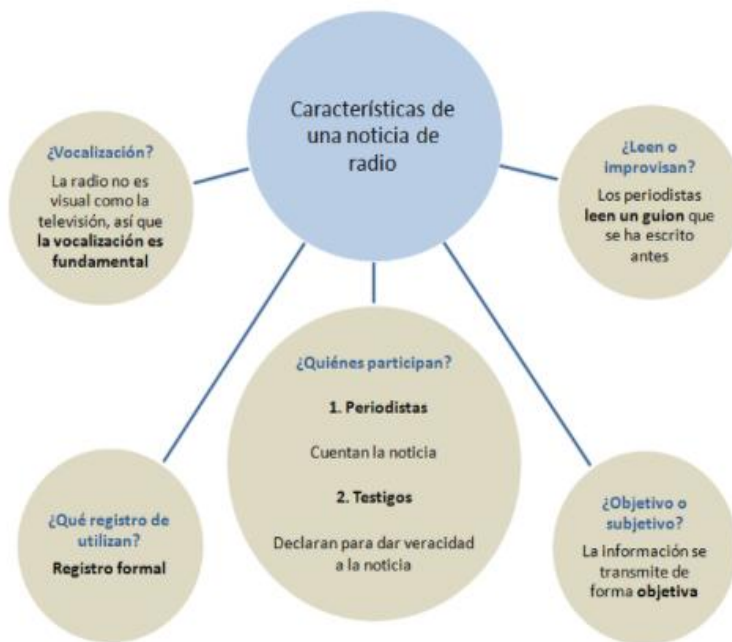 Características de
una noticia de
radio
¿Vocalización?
La radio no es
visual como la
televisión, así que
la vocalización es
fundamental
¿Leen o
improvisan?
Los periodistas
leen un guion que
se ha escrito
antes
¿Quiénes participan?
1. Periodistas
Cuentan la noticia
2. Testigos
Declaran para dar veracidad
a la noticia
¿Qué registro de
utilizan?
Registro formal
¿Objetivo o
subjetivo?
La información se
transmite de
forma objetiva